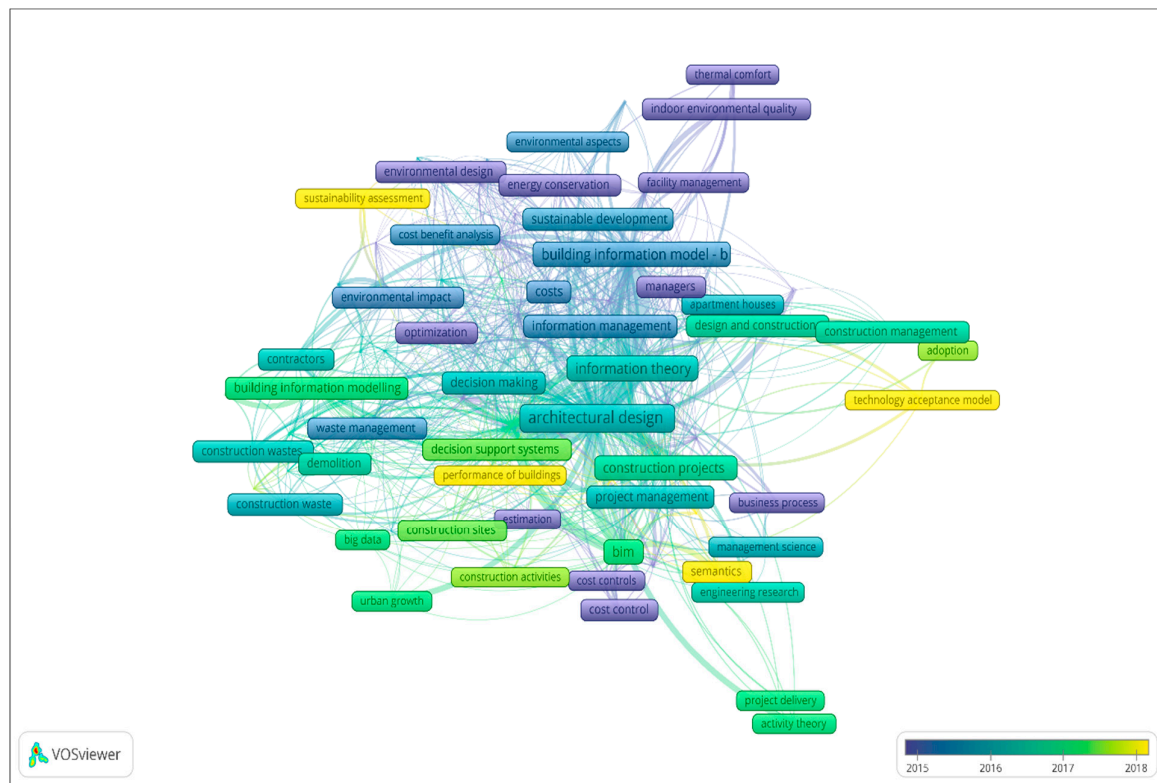 thermal comfort
indoor environmental quality
environmental aspects
environmental design
energy conservation
facility management
sustainability assessment
sustainable development
cost benefit analysis
building information model - b
managers
costs
environmental impact
apartment houses
information management
design and construction
construction management
optimization
adoption
contractors
information theory
decision making
building information modelling
technology acceptance model
architectural design
waste management
construction wastes
decision support systems
demolition
construction projects
performance of buildings
project management
construction waste
business process
estimation
construction sites
big data
bim
management science
semantics
construction activities
cost controls
engineering research
urban growth
cost control
project delivery
activity theory
VOSviewer
2015 2016 2017 2018